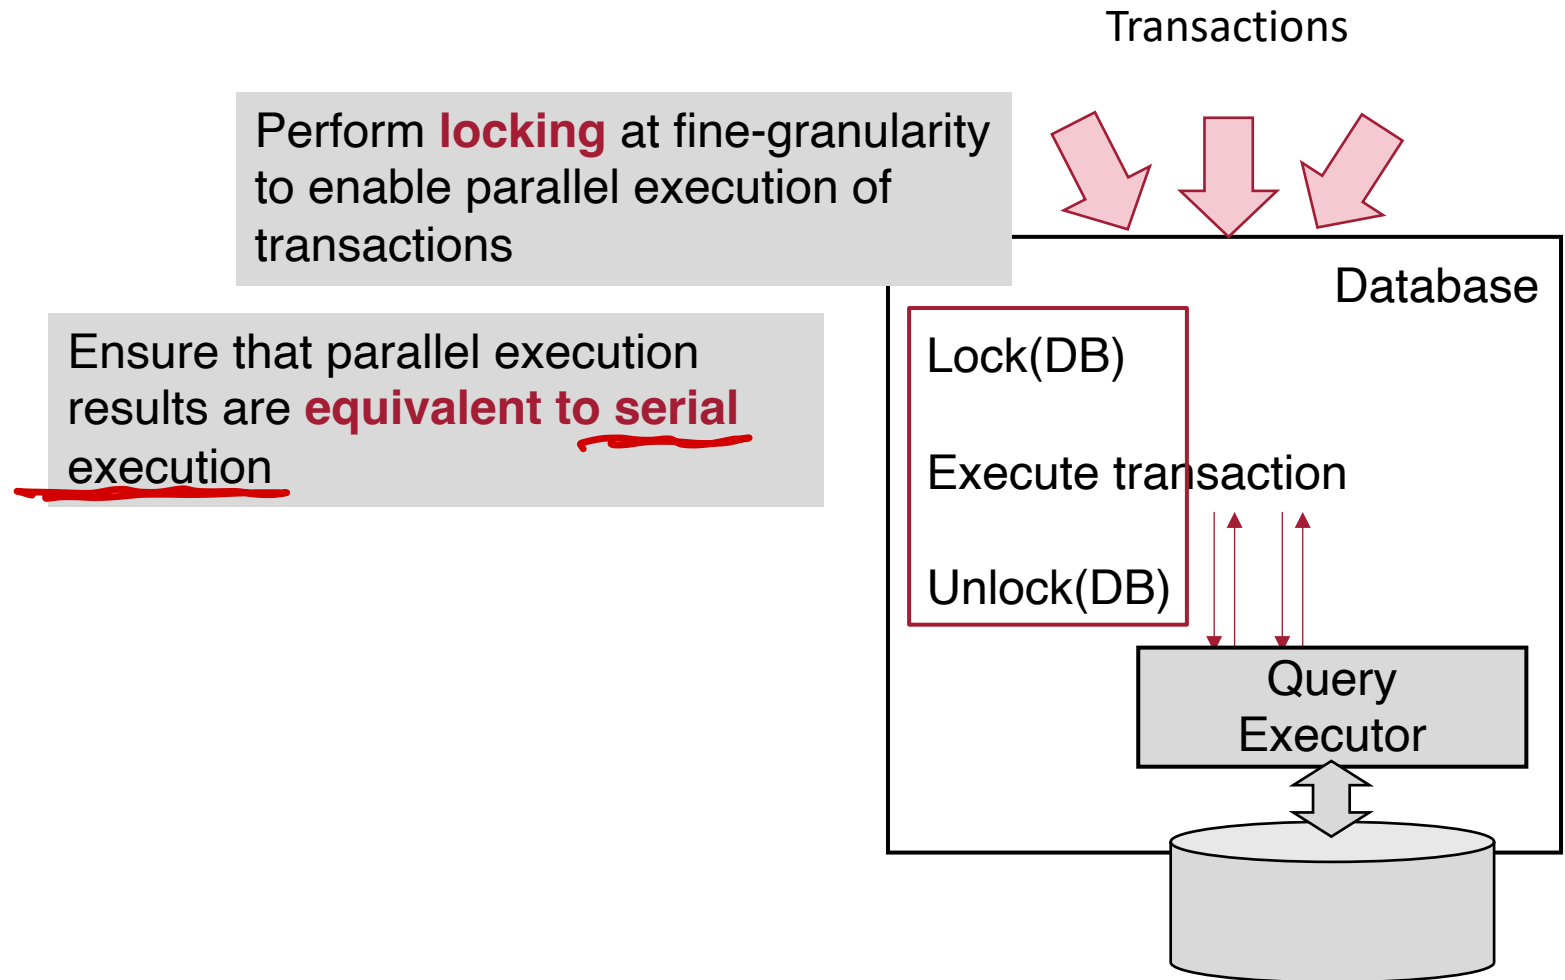 Transactions
Perform locking at fine-granularity
to enable parallel execution of
transactions
Ensure that parallel execution
results are equivalent to serial
execution
Database
Lock(DB)
Execute transaction
Unlock(DB)
Query
Executor